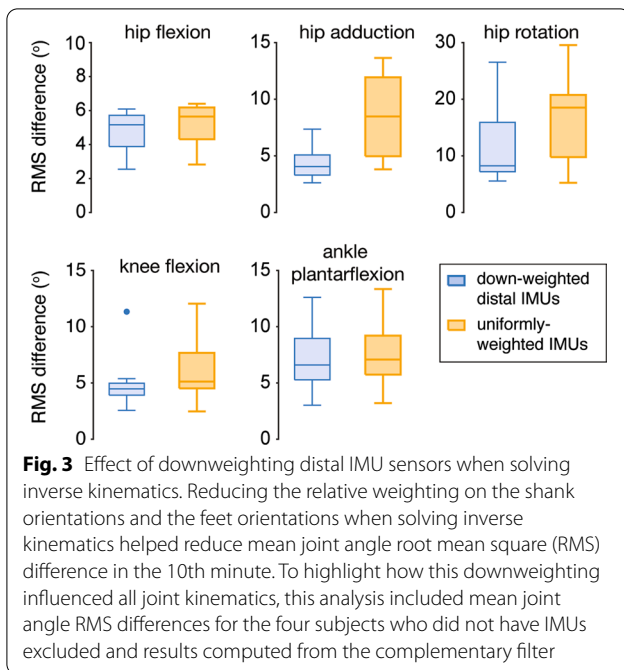 hip flexion
hip adduction
hip rotation
RMS difference (°)
10
8
6
4
2
0
15
10
5
0
30
20
10
0
knee flexion
ankle
plantarflexion
RMS difference (°)
15
10
5
0
15
10
5
0
down-weighted
distal IMUs
uniformly-
weighted IMUs
Fig. 3 Effect of downweighting distal IMU sensors when solving
inverse kinematics. Reducing the relative weighting on the shank
orientations and the feet orientations when solving inverse
kinematics helped reduce mean joint angle root mean square (RMS)
difference in the 10th minute. To highlight how this downweighting
influenced all joint kinematics, this analysis included mean joint
angle RMS differences for the four subjects who did not have IMUs
excluded and results computed from the complementary filter